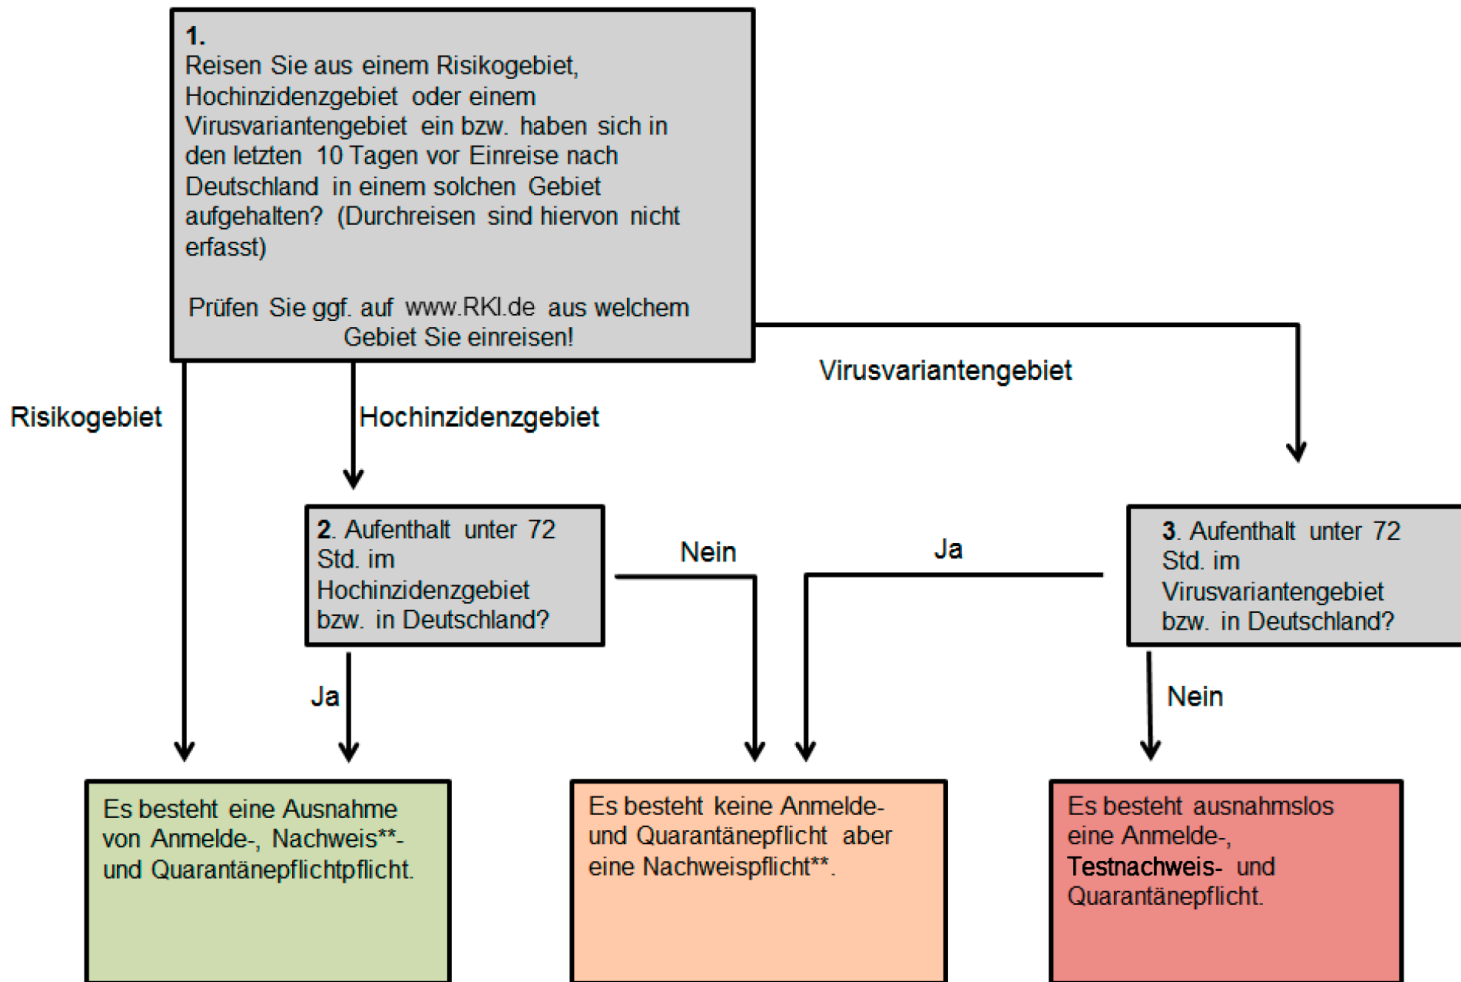 1.
Reisen Sie aus einem Risikogebiet,
Hochinzidenzgebiet oder einem
Virusvariantengebiet ein bzw. haben sich in
den letzten 10 Tagen vor Einreise nach
Deutschland in einem solchen Gebiet
aufgehalten? (Durchreisen sind hiervon nicht
erfasst)
Prüfen Sie ggf. auf www.RKI.de aus welchem
Gebiet Sie einreisen!
Virusvariantengebiet
Risikogebiet
Hochinzidenzgebiet
2. Aufenthalt unter 72
Std. im
Hochinzidenzgebiet
bzw. in Deutschland?
Nein
Ja
3. Aufenthalt unter 72
Std. im
Virusvariantengebiet
bzw. in Deutschland?
Ja
Nein
Es besteht eine Ausnahme
von Anmelde-, Nachweis**-
und Quarantänepflichtpflicht.
Es besteht keine Anmelde-
und Quarantänepflicht aber
eine Nachweispflicht**.
Es besteht ausnahmslos
eine Anmelde-,
Testnachweis- und
Quarantänepflicht.